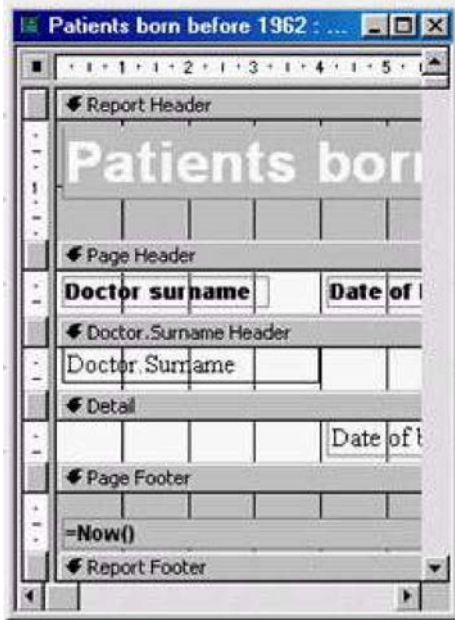 Patients born before 1962 : ...
1 2 3 4 5
Report Header
Patients born
1
Page Header
Doctor surname Date of
Doctor.Surname Header
Doctor.Surname
Detail
Date of b
Page Footer
=Now()
Report Footer